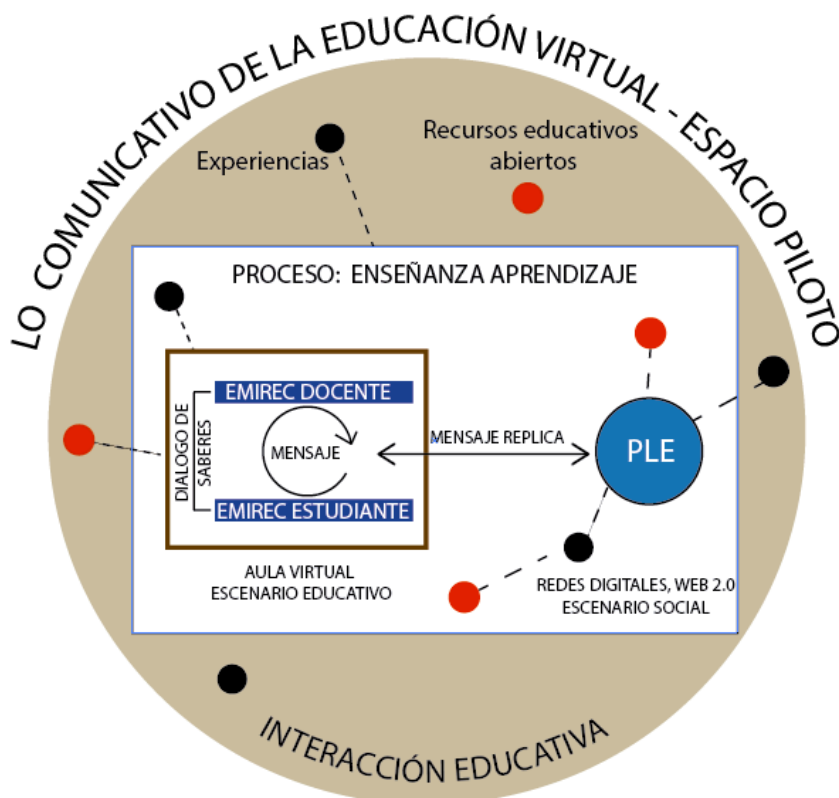 LO COMUNICATIVO DE LA EDUCACIÓN VIRTUAL - ESPACIO PILOTO
Experiencias
Recursos educativos
abiertos
PROCESO: ENSEÑANZA APRENDIZAJE
DIALOGO DE
SABERES
EMIREC DOCENTE
MENSAJE
EMIREC ESTUDIANTE
MENSAJE REPLICA
PLE
AULA VIRTUAL
ESCENARIO EDUCATIVO
REDES DIGITALES, WEB 2.0
ESCENARIO SOCIAL
INTERACCIÓN EDUCATIVA